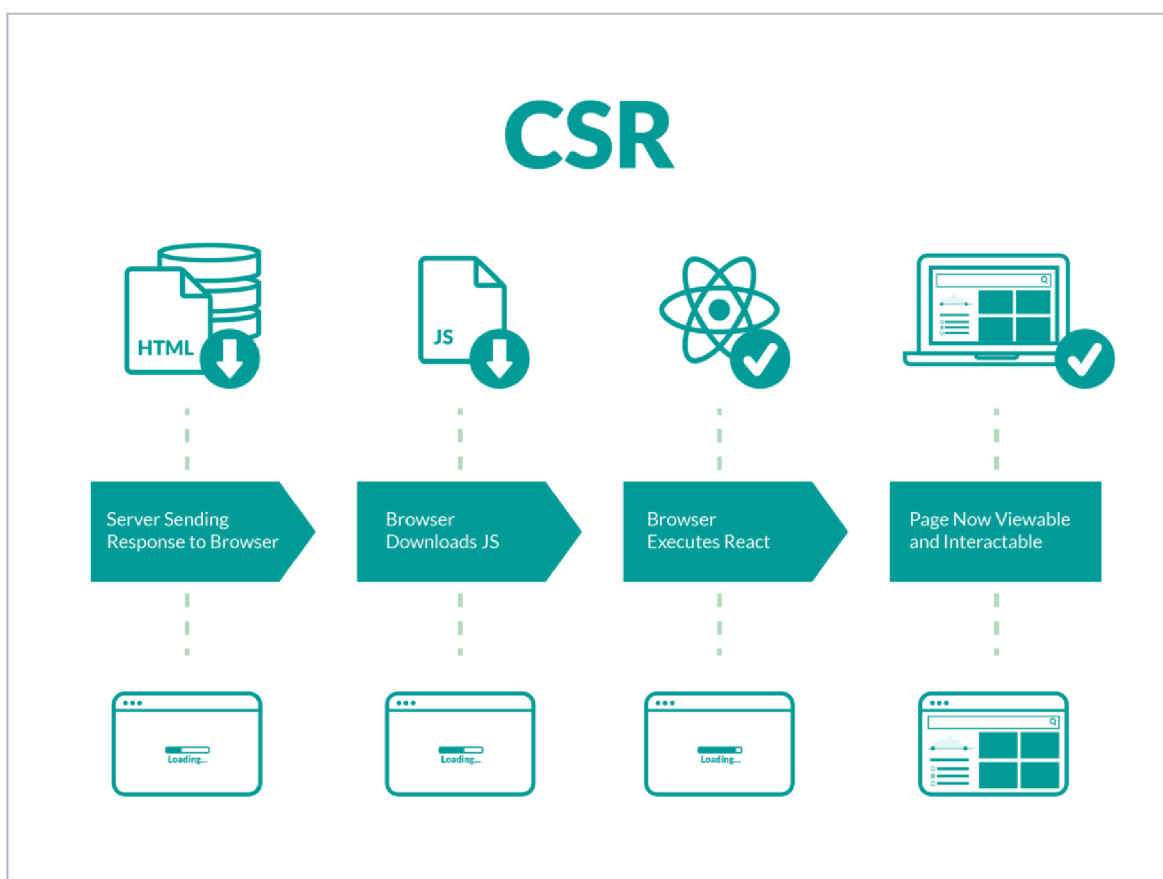 CSR
HTML
JS
Server Sending
Response to Browser
Browser
Downloads JS
Browser
Executes React
Page Now Viewable
and Interactable
Loading...
Loading...
Loading...